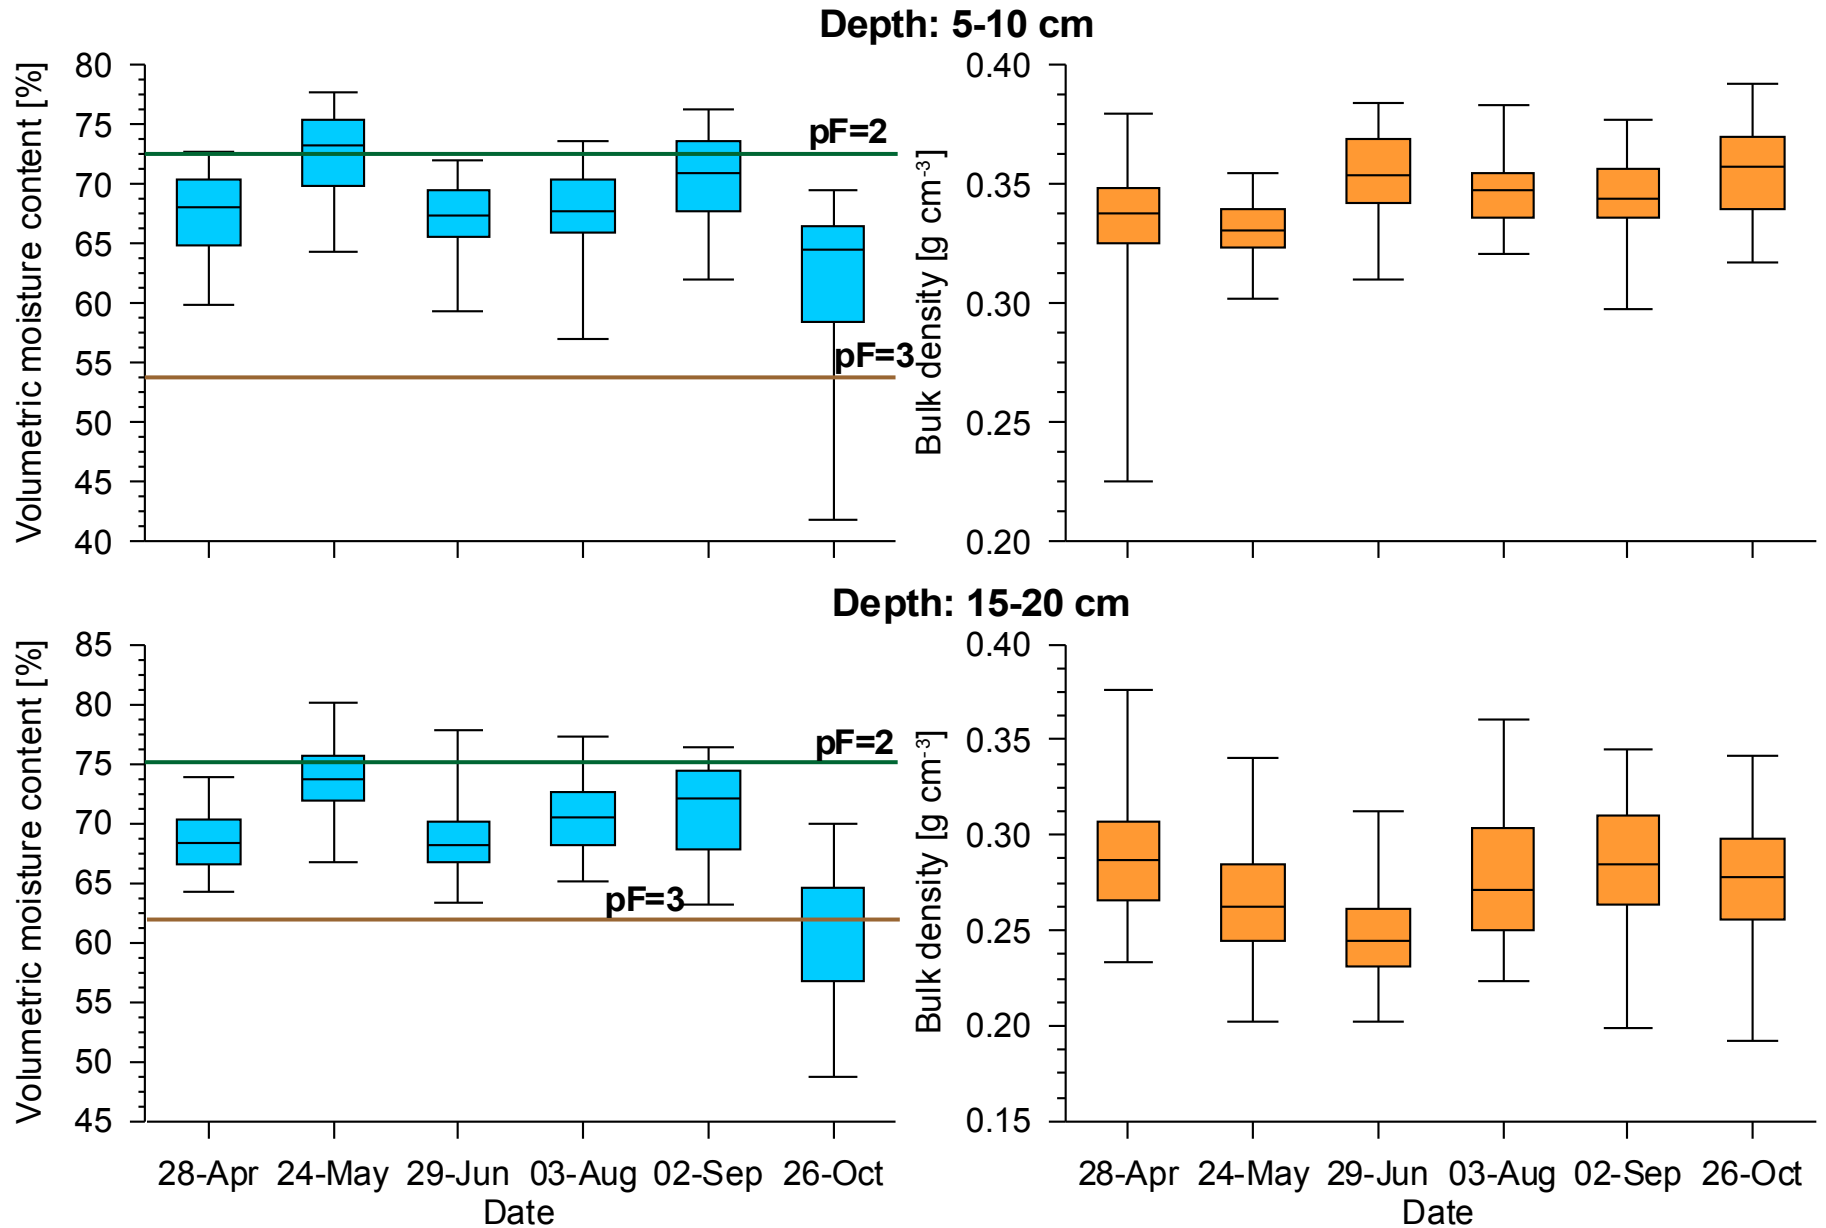 Depth: 5-10 cm
Volumetric moisture content [%]
80
75
70
65
60
55
50
45
40
pF=2
pF=3
Bulk density [g cm-3]
0.40
0.35
0.30
0.25
0.20
Depth: 15-20 cm
Volumetric moisture content [%]
85
80
75
70
65
60
55
50
45
pF=2
pF=3
28-Apr 24-May 29-Jun 03-Aug 02-Sep 26-Oct
Date
Bulk density [g cm-3]
0.40
0.35
0.30
0.25
0.20
0.15
28-Apr 24-May 29-Jun 03-Aug 02-Sep 26-Oct
Date